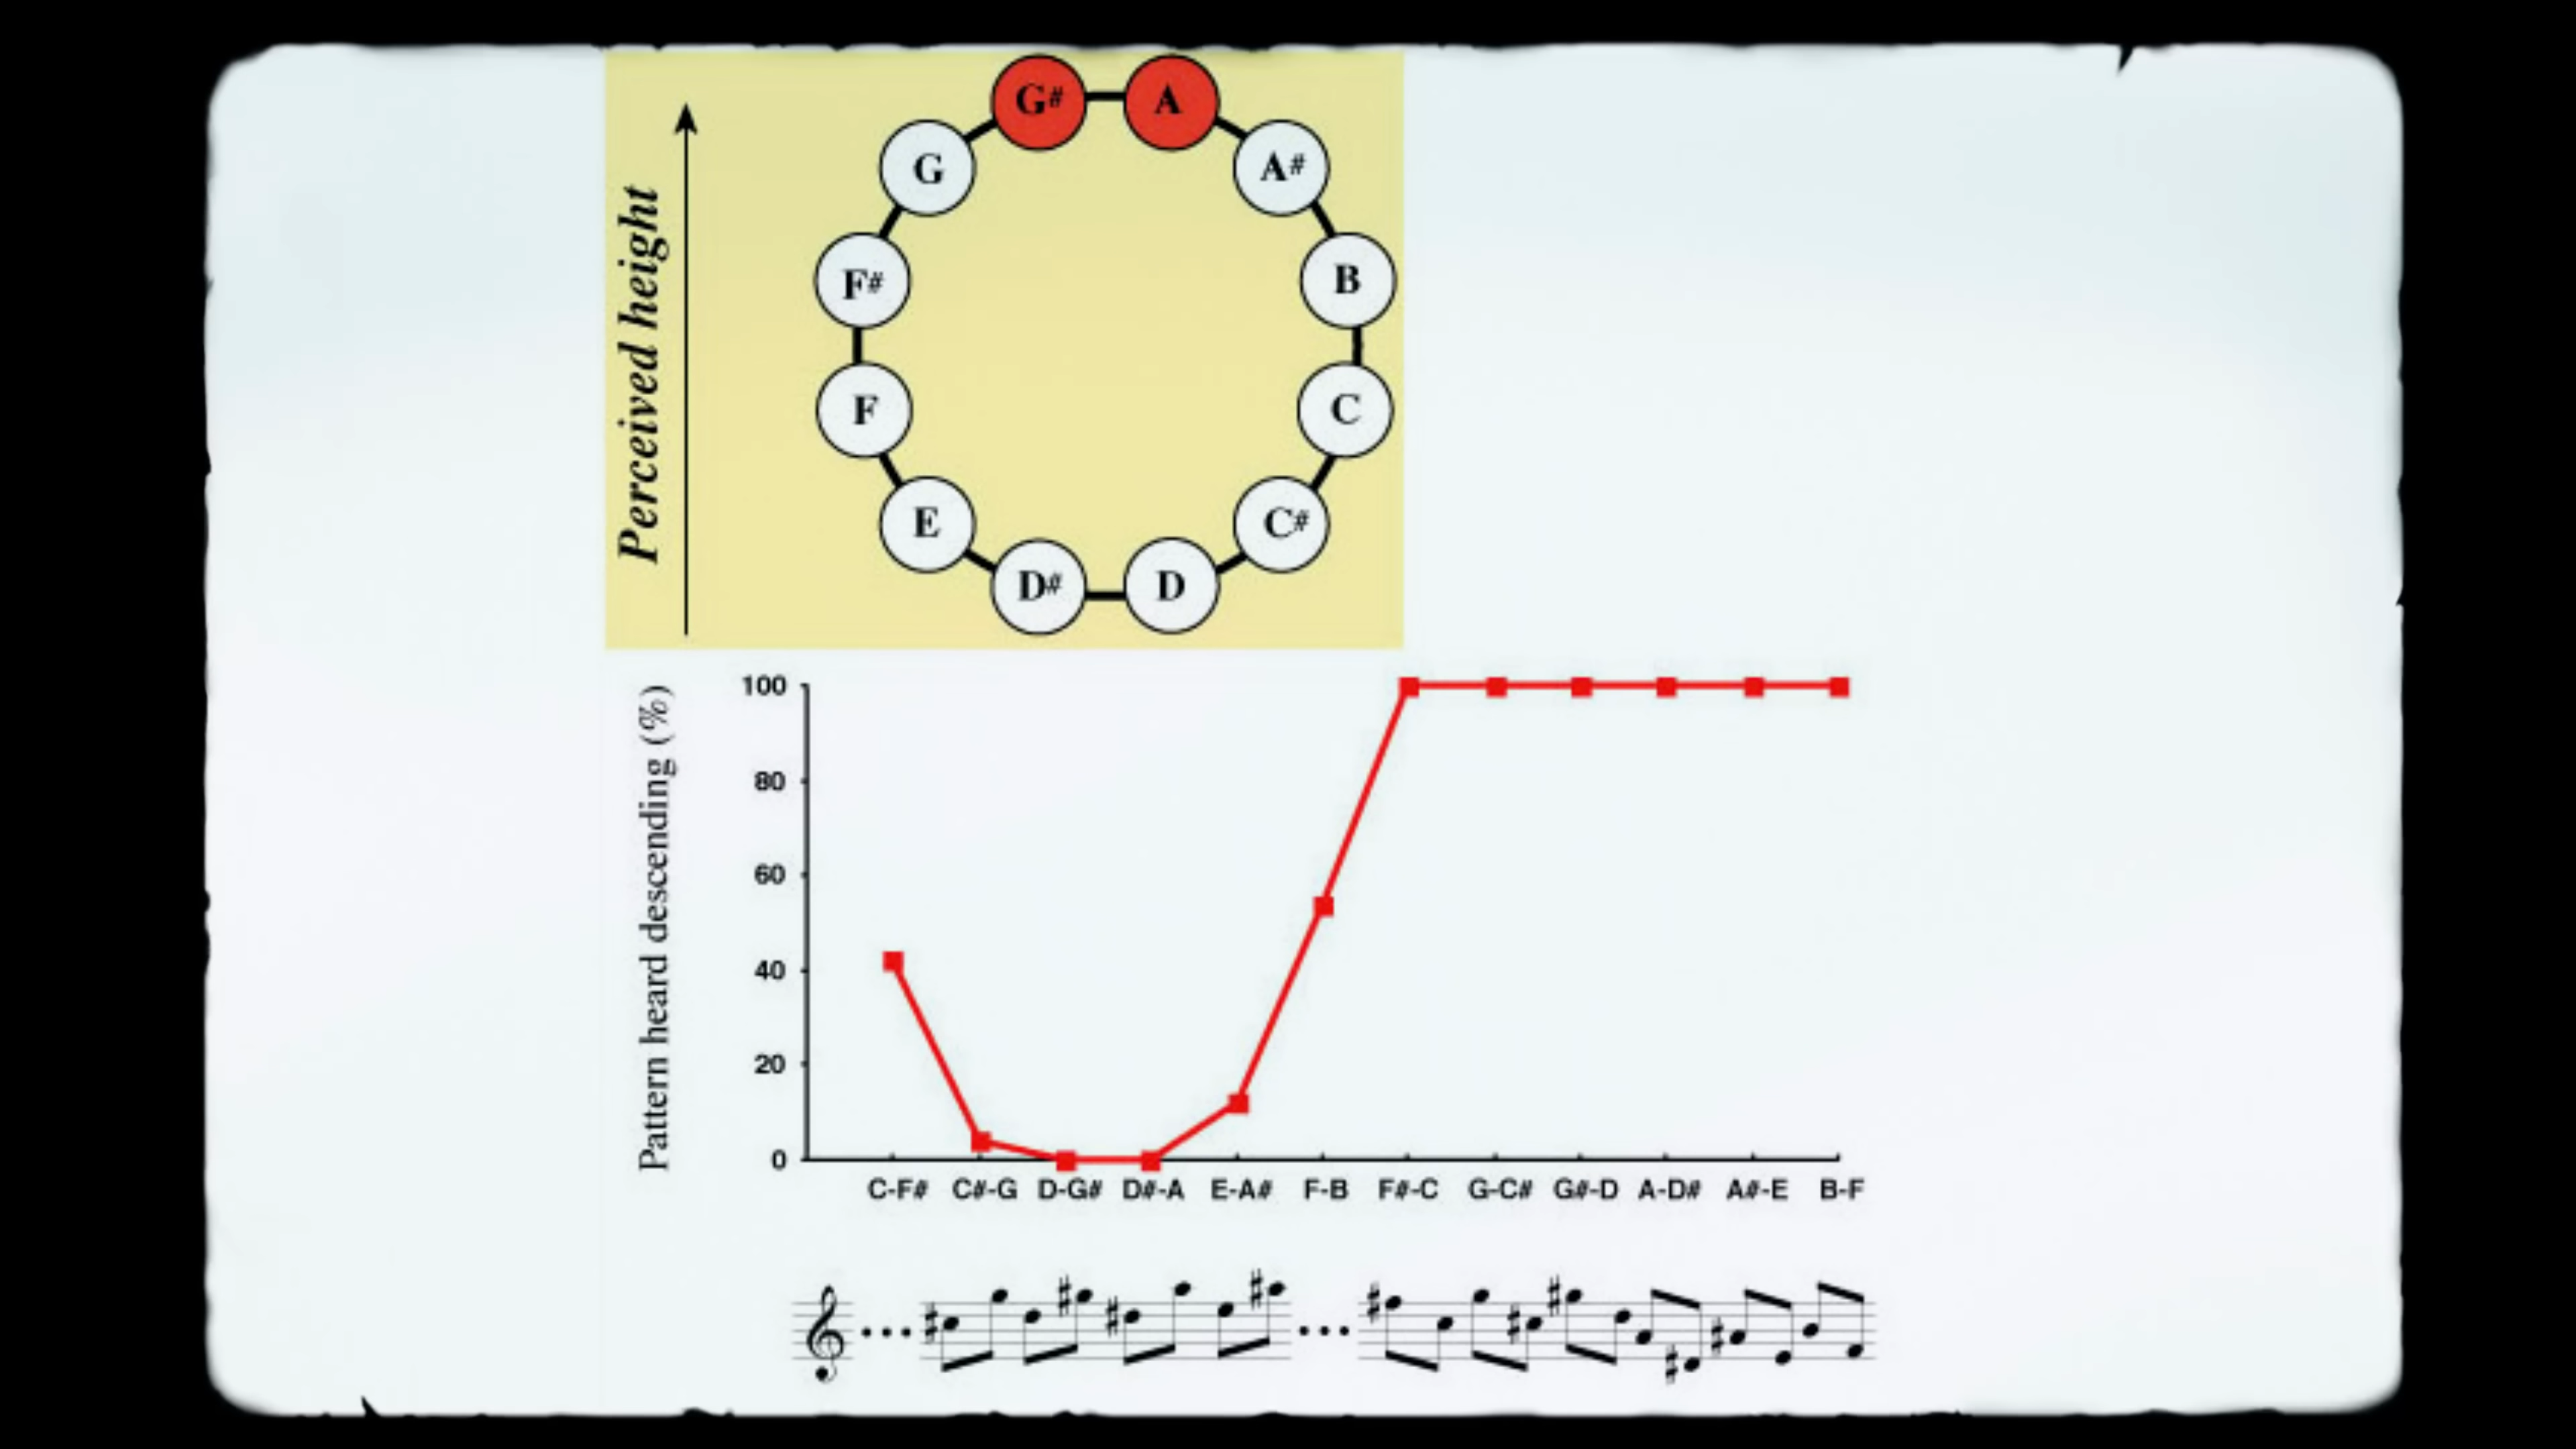 G# A
G A#
F# B
F C
E C#
D# D
Perceived height
100
80
60
40
20
0
Pattern heard descending (%)
C-F# C#-G D-G# D#-A E-A# F-B F#-C G-C# G#-D A-D# A#-E B-F